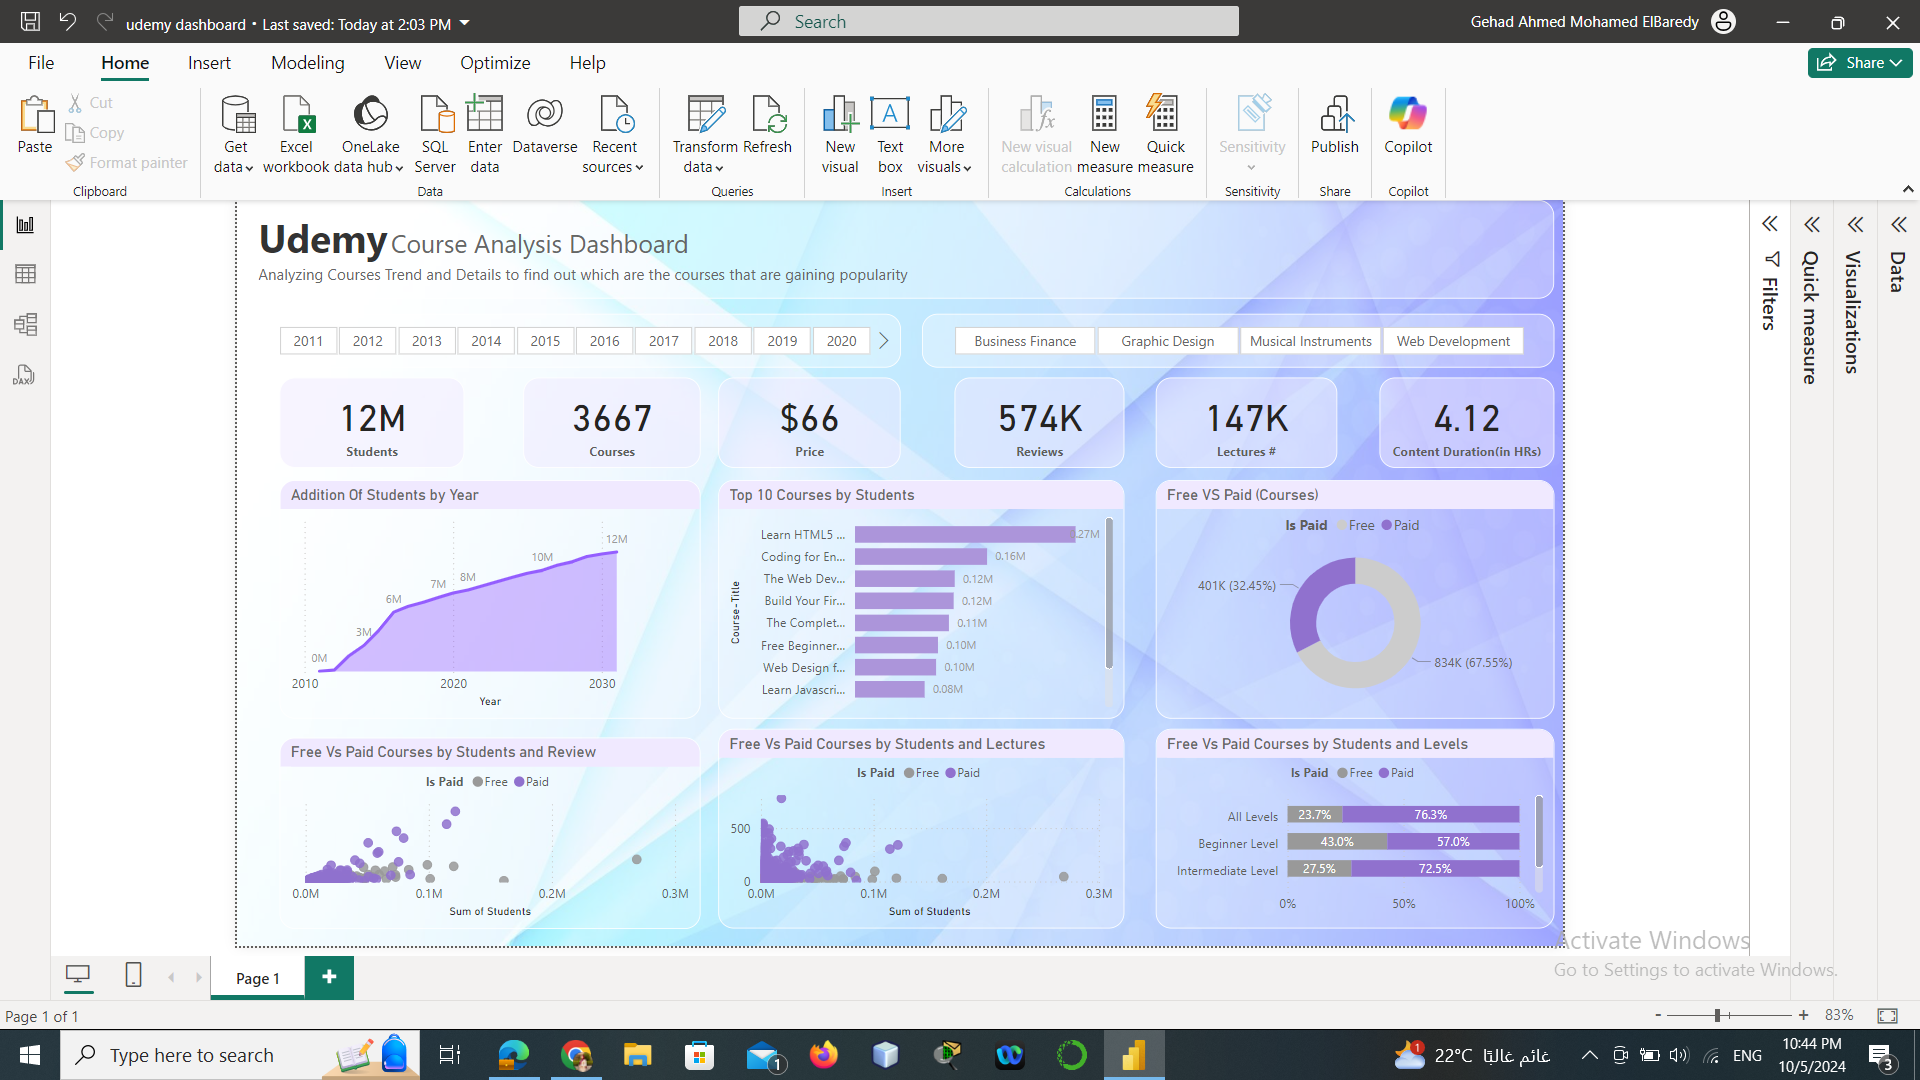 udemy dashboard • Last saved: Today at 2:03 PM
Search
Gehad Ahmed Mohamed ElBaredy
File
Home
Insert
Modeling
View
Optimize
Help
Share
Paste
Cut
Copy
Format painter
Clipboard
Get data
Excel workbook
OneLake data hub
SQL Server
Enter data
Dataverse
Recent sources
Data
Transform data
Refresh
Queries
New visual
Text box
More visuals
Insert
New visual calculation
New measure
Quick measure
Calculations
Sensitivity
Sensitivity
Publish
Share
Copilot
Copilot
Filters
Quick measure
Visualizations
Data
Udemy Course Analysis Dashboard
Analyzing Courses Trend and Details to find out which are the courses that are gaining popularity
2011 2012 2013 2014 2015 2016 2017 2018 2019 2020
Business Finance Graphic Design Musical Instruments Web Development
12M
Students
3667
Courses
$66
Price
574K
Reviews
147K
Lectures #
4.12
Content Duration(in HRs)
Addition Of Students by Year
0M
3M
6M
7M
8M
10M
12M
2010 2020 2030
Year
Top 10 Courses by Students
Course-Title
Learn HTML5 ... 0.27M
Coding for En... 0.16M
The Web Dev... 0.12M
Build Your Fir... 0.12M
The Complet... 0.11M
Free Beginner... 0.10M
Web Design f... 0.10M
Learn Javascri... 0.08M
Free VS Paid (Courses)
Is Paid Free Paid
401K (32.45%)
834K (67.55%)
Free Vs Paid Courses by Students and Review
Is Paid Free Paid
0.0M 0.1M 0.2M 0.3M
Sum of Students
Free Vs Paid Courses by Students and Lectures
Is Paid Free Paid
500
0
0.0M 0.1M 0.2M 0.3M
Sum of Students
Free Vs Paid Courses by Students and Levels
Is Paid Free Paid
All Levels 23.7% 76.3%
Beginner Level 43.0% 57.0%
Intermediate Level 27.5% 72.5%
0% 50% 100%
Activate Windows
Go to Settings to activate Windows.
Page 1
Page 1 of 1
83%
Type here to search
1
1
22°C غائم غالبًا
ENG
10:44 PM
10/5/2024
3